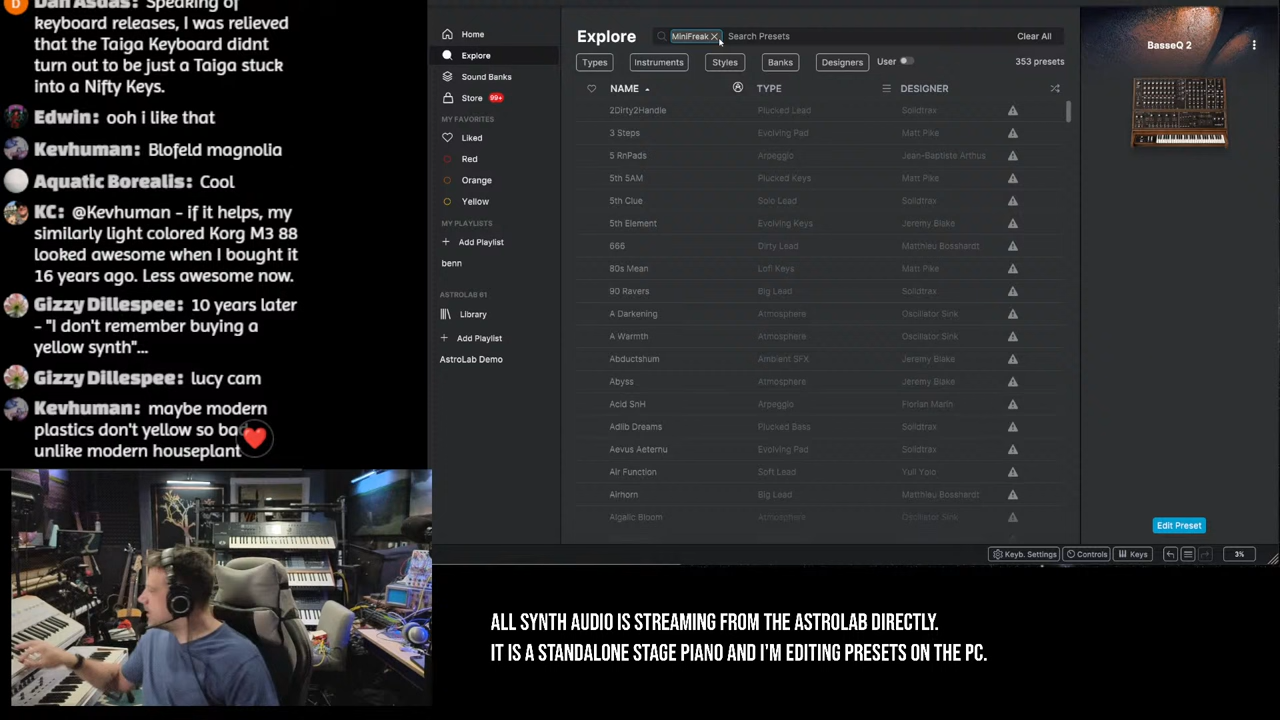 Dan Asdas: Speaking of
keyboard releases, I was relieved
that the Taiga Keyboard didnt
turn out to be just a Taiga stuck
into a Nifty Keys.
Edwin: ooh i like that
Kevhuman: Blofeld magnolia
Aquatic Borealis: Cool
KC: @Kevhuman - if it helps, my
similarly light colored Korg M3 88
looked awesome when I bought it
16 years ago. Less awesome now.
Gizzy Dillespee: 10 years later
- "I don't remember buying a
yellow synth"...
Gizzy Dillespee: lucy cam
Kevhuman: maybe modern
plastics don't yellow so bad
unlike modern houseplant
Home
Explore
Sound Banks
Store 99+
MY FAVORITES
Liked
Red
Orange
Yellow
MY PLAYLISTS
+ Add Playlist
benn
ASTROLAB 61
Library
+ Add Playlist
AstroLab Demo
Explore MiniFreak Search Presets Clear All
Types Instruments Styles Banks Designers User 353 presets
NAME TYPE DESIGNER
2Dirty2Handle Plucked Lead Solidtrax
3 Steps Evolving Pad Matt Pike
5 RnPads Arpeggio Jean-Baptiste Arthus
5th SAM Plucked Keys Matt Pike
5th Clue Solo Lead Solidtrax
5th Element Evolving Keys Jeremy Blake
666 Dirty Lead Matthieu Bosshardt
80s Mean Lofi Keys Matt Pike
90 Ravers Big Lead Solidtrax
A Darkening Atmosphere Oscillator Sink
A Warmth Atmosphere Oscillator Sink
Abductshum Ambient SFX Jeremy Blake
Abyss Atmosphere Jeremy Blake
Acid SnH Arpeggio Florian Marin
Adlib Dreams Plucked Bass Solidtrax
Aevus Aeternu Evolving Pad Matt Pike
Air Function Soft Lead Yuli Yolo
Airhorn Big Lead Matthieu Bosshardt
Algalic Bloom Atmosphere Oscillator Sink
BasseQ 2
Edit Preset
Keyb. Settings Controls Keys 3%
ALL SYNTH AUDIO IS STREAMING FROM THE ASTROLAB DIRECTLY.
IT IS A STANDALONE STAGE PIANO AND I'M EDITING PRESETS ON THE PC.